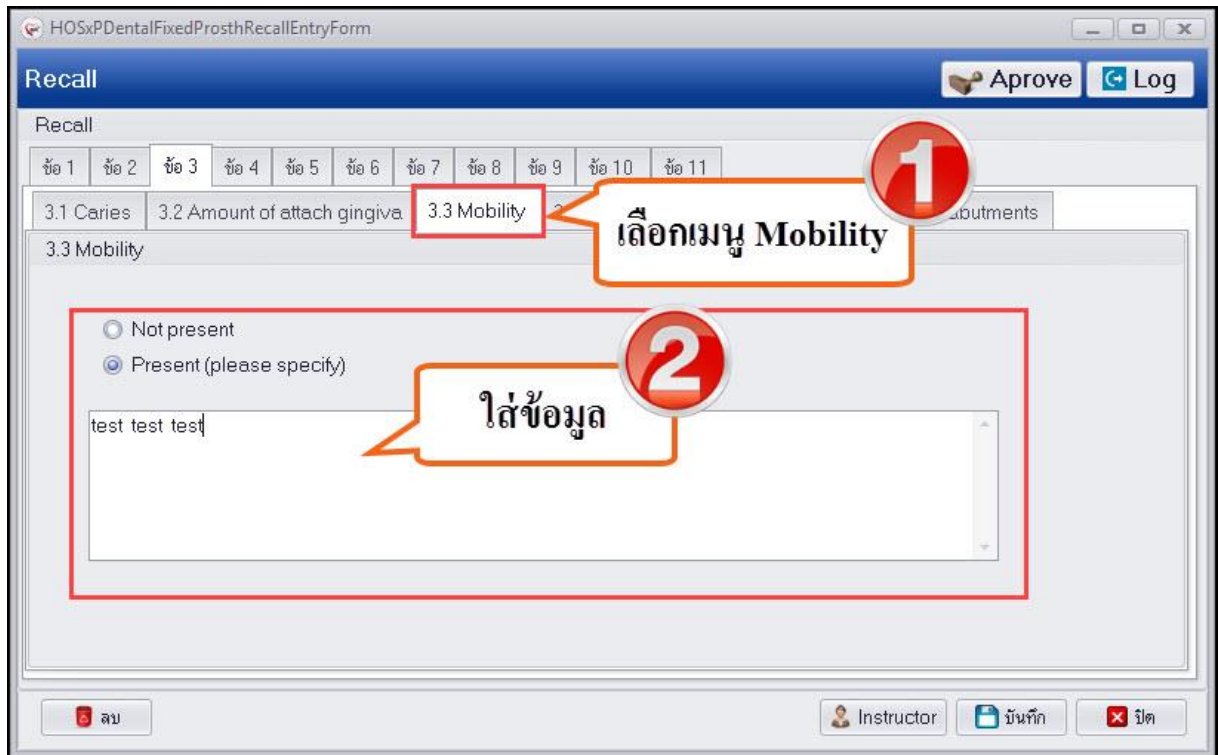 HOSxPDentalFixedProsthRecallEntryForm
Recall
Aprove
Log
Recall
ข้อ 1 ข้อ 2 ข้อ 3 ข้อ 4 ข้อ 5 ข้อ 6 ข้อ 7 ข้อ 8 ข้อ 9 ข้อ 10 ข้อ 11
1
3.1 Caries 3.2 Amount of attach gingiva 3.3 Mobility
เลือกเมนู Mobility
3.3 Mobility
Not present
2
Present (please specify)
ใส่ข้อมูล
test test test
ลบ Instructor บันทึก ปิด